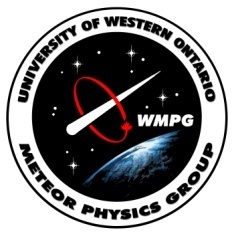 UNIVERSITY OF WESTERN ONTARIO
WMPG
METEOR PHYSICS GROUP